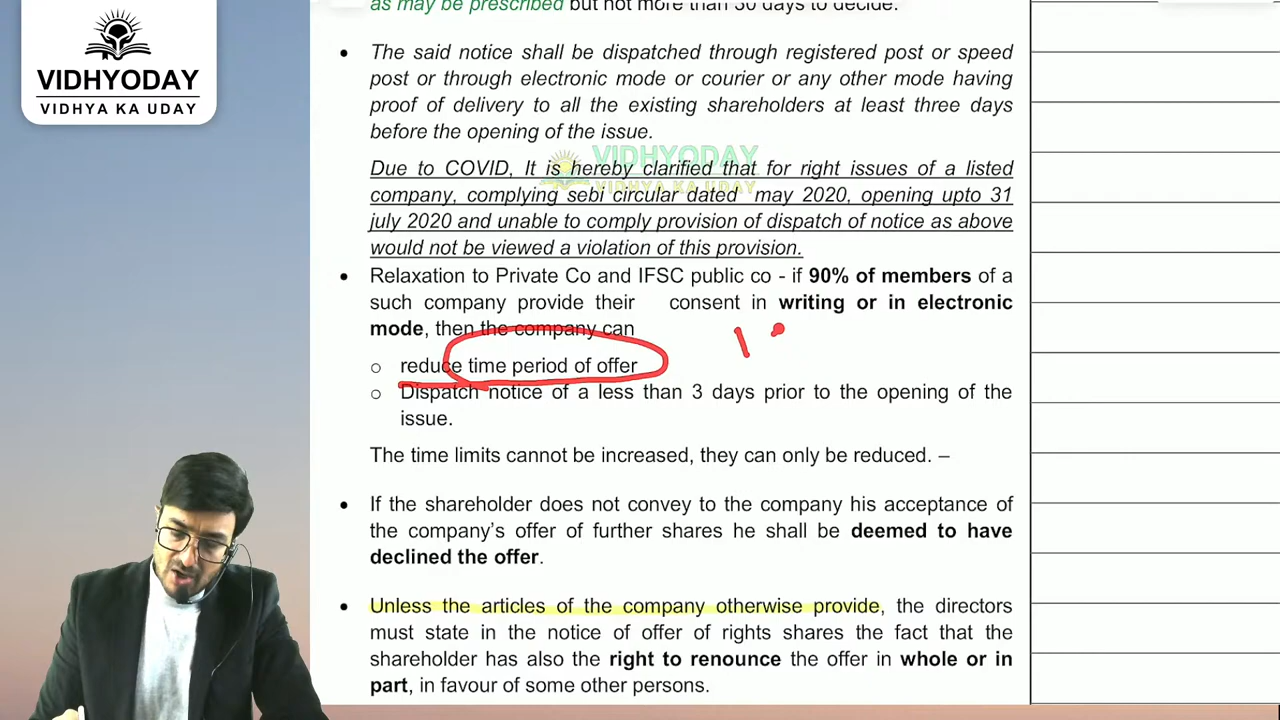 as may be prescribed but not more than 30 days to decide.
VIDHYODAY
VIDHYA KA UDAY
• The said notice shall be dispatched through registered post or speed
post or through electronic mode or courier or any other mode having
proof of delivery to all the existing shareholders at least three days
before the opening of the issue.
VIDHYODAY
VIDHYA KA UDAY
Due to COVID, It is hereby clarified that for right issues of a listed
company, complying sebi circular dated may 2020, opening upto 31
july 2020 and unable to comply provision of dispatch of notice as above
would not be viewed a violation of this provision.
• Relaxation to Private Co and IFSC public co - if 90% of members of a
such company provide their consent in writing or in electronic
mode, then the company can
o reduce time period of offer
o Dispatch notice of a less than 3 days prior to the opening of the
issue.
The time limits cannot be increased, they can only be reduced. –
• If the shareholder does not convey to the company his acceptance of
the company's offer of further shares he shall be deemed to have
declined the offer.
• Unless the articles of the company otherwise provide, the directors
must state in the notice of offer of rights shares the fact that the
shareholder has also the right to renounce the offer in whole or in
part, in favour of some other persons.